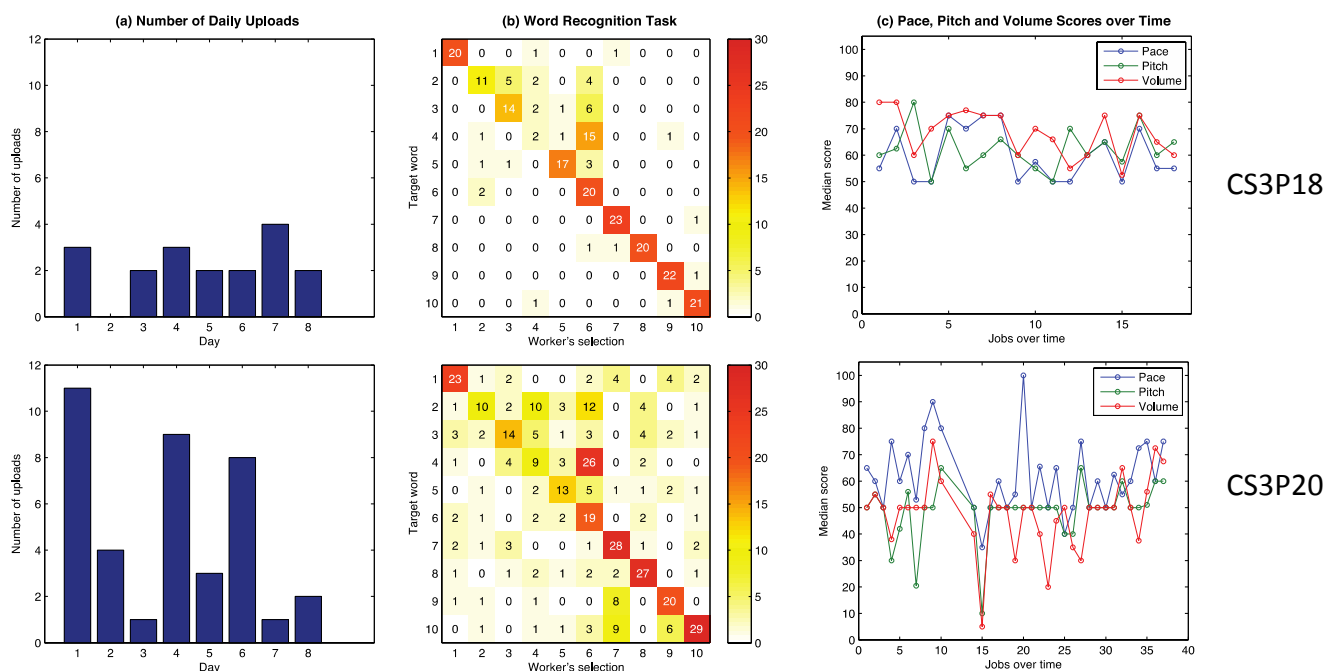 (a) Number of Daily Uploads
12
10
8
6
4
2
0
Number of uploads
1 2 3 4 5 6 7 8
Day
(b) Word Recognition Task
Target word
1 20 0 0 1 0 0 1 0 0 0
2 0 11 5 2 0 4 0 0 0 0
3 0 0 14 2 1 6 0 0 0 0
4 0 1 0 2 1 15 0 0 1 0
5 0 1 1 0 17 3 0 0 0 0
6 0 2 0 0 0 20 0 0 0 0
7 0 0 0 0 0 0 23 0 0 1
8 0 0 0 0 0 1 1 20 0 0
9 0 0 0 0 0 0 0 0 22 1
10 0 0 0 1 0 0 0 0 1 21
1 2 3 4 5 6 7 8 9 10
Worker's selection
30
25
20
15
10
5
0
(c) Pace, Pitch and Volume Scores over Time
Pace
Pitch
Volume
100
90
80
70
60
50
40
30
20
10
0
Median score
0 5 10 15
Jobs over time
CS3P18
12
10
8
6
4
2
0
Number of uploads
1 2 3 4 5 6 7 8
Day
Target word
1 23 1 2 0 0 2 4 0 4 2
2 1 10 2 10 3 12 0 4 0 1
3 3 2 14 5 1 3 0 4 2 1
4 1 0 4 9 3 26 0 2 0 0
5 0 1 0 2 13 5 1 1 2 1
6 2 1 0 2 2 19 0 2 0 1
7 2 1 3 0 0 1 28 1 0 2
8 1 0 1 2 1 2 2 27 0 1
9 1 1 0 0 0 0 8 0 20 0
10 0 1 0 1 1 3 9 0 6 29
1 2 3 4 5 6 7 8 9 10
Worker's selection
30
25
20
15
10
5
0
Pace
Pitch
Volume
100
90
80
70
60
50
40
30
20
10
0
Median score
0 5 10 15 20 25 30 35 40
Jobs over time
CS3P20